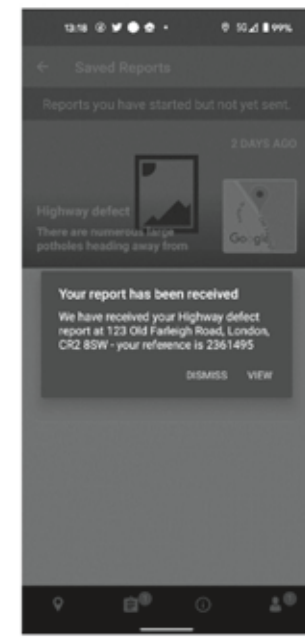 13:18
5G 99%
Saved Reports
Reports you have started but not yet sent.
2 DAYS AGO
Highway defect
There are numerous large
potholes heading away from
Google
Your report has been received
We have received your Highway defect
report at 123 Old Farleigh Road, London,
CR2 8SW - your reference is 2361495
DISMISS VIEW